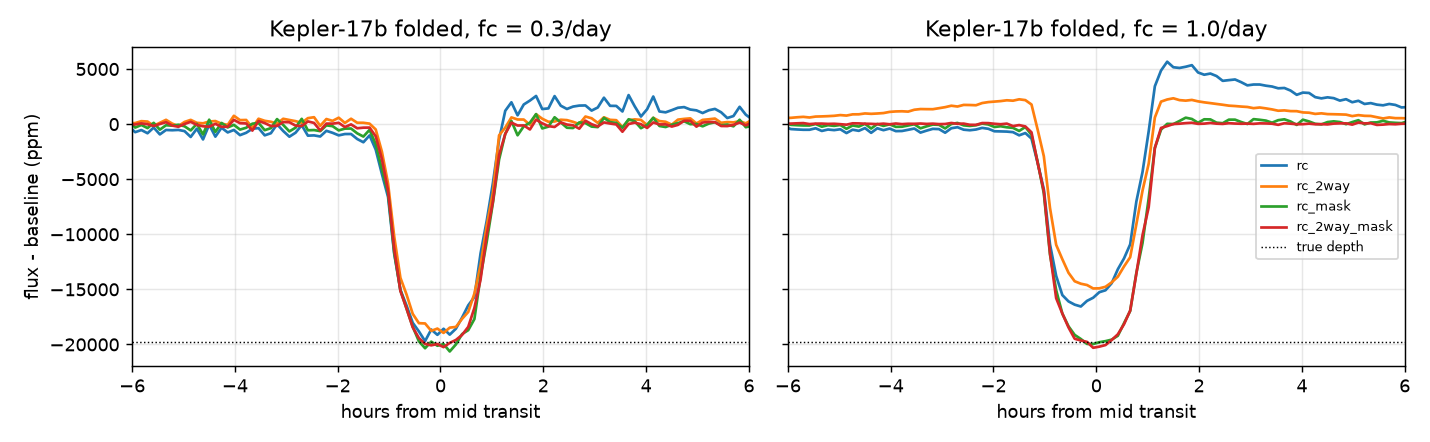 Kepler-17b folded, fc = 0.3/day
flux - baseline (ppm)
5000
0
−5000
−10000
−15000
−20000
−6
−4
−2
0
2
4
6
hours from mid transit
Kepler-17b folded, fc = 1.0/day
rc
rc_2way
rc_mask
rc_2way_mask
true depth
−6
−4
−2
0
2
4
6
hours from mid transit